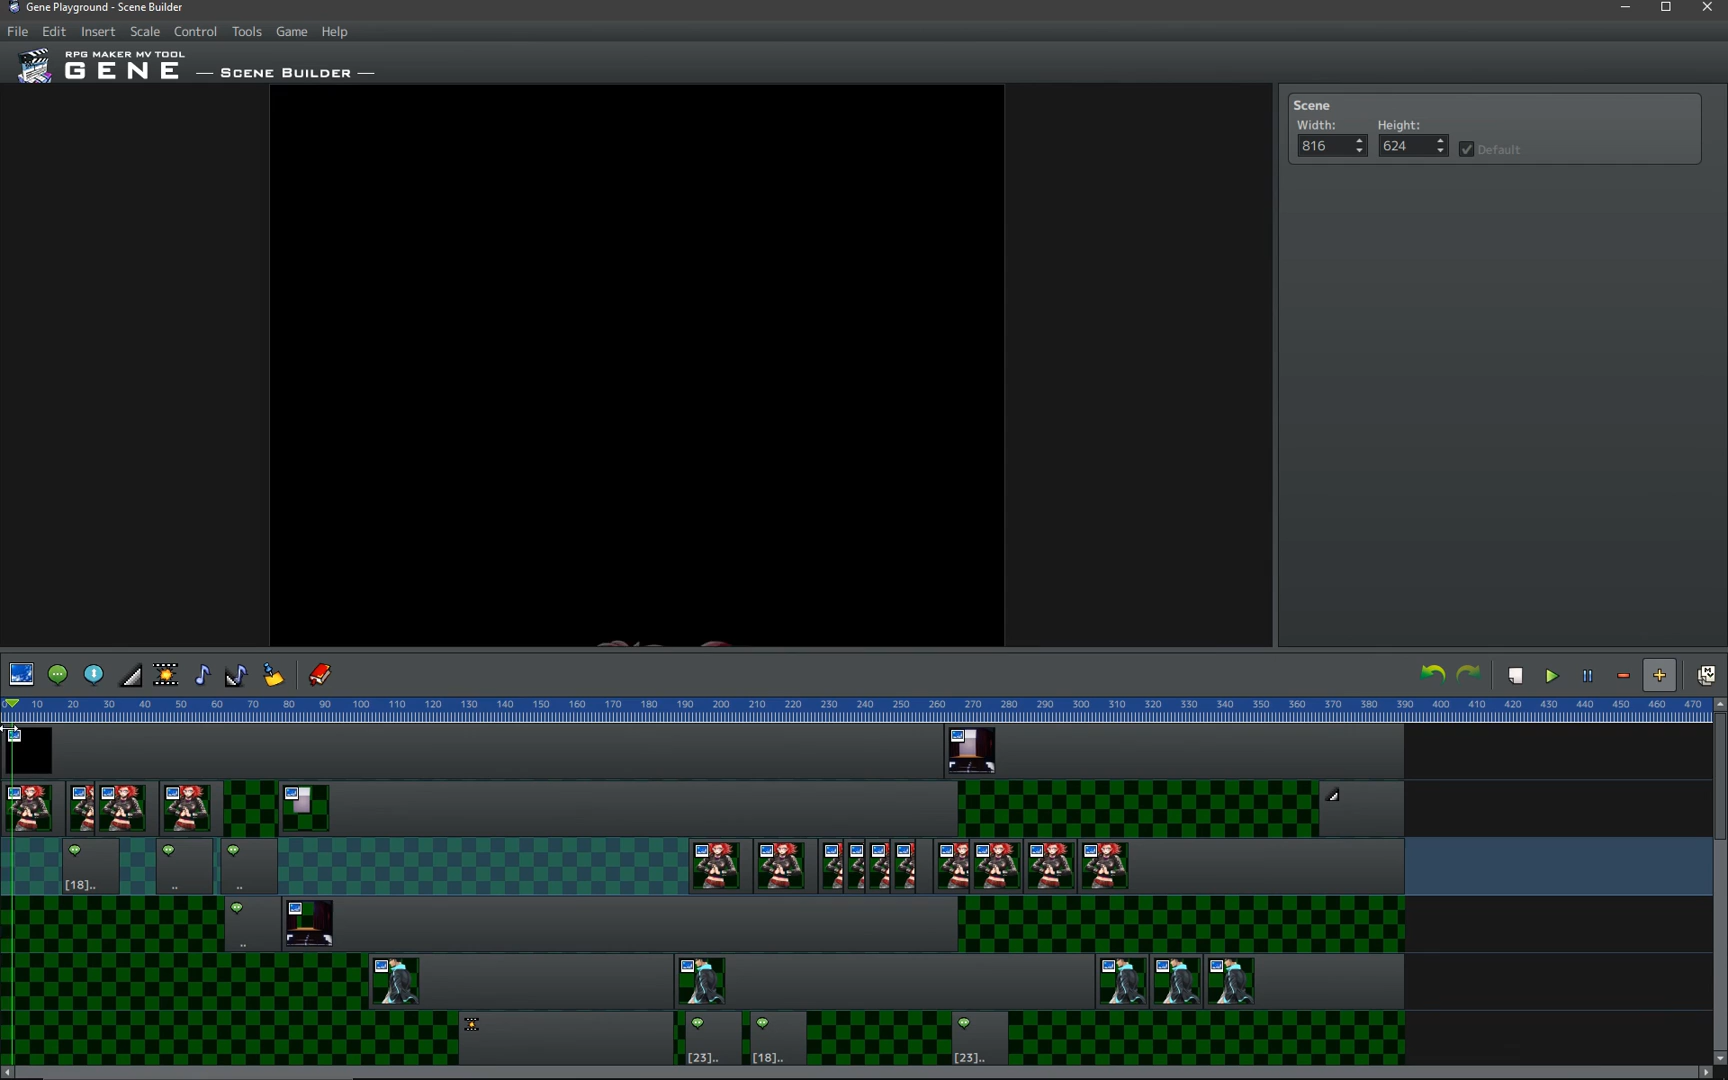 Gene Playground - Scene Builder
File Edit Insert Scale Control Tools Game Help
RPG MAKER MV TOOL
GENE — SCENE BUILDER —
Scene
Width: Height:
816 624 Default
0 10 20 30 40 50 60 70 80 90 100 110 120 130 140 150 160 170 180 190 200 210 220 230 240 250 260 270 280 290 300 310 320 330 340 350 360 370 380 390 400 410 420 430 440 450 460 470
[18].. .. ..
..
[23].. [18].. [23]..